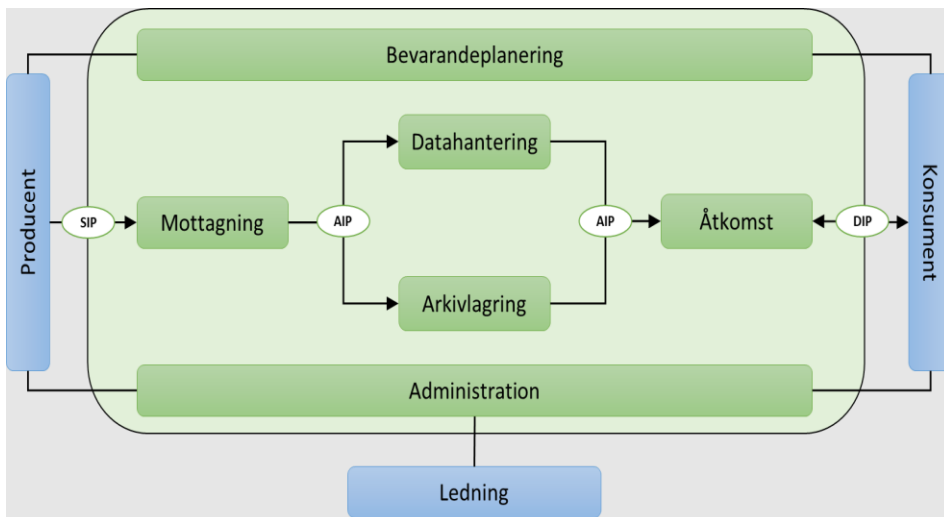 Bevarandeplanering
Producent
SIP
Mottagning
AIP
Datahantering
Arkivlagring
AIP
Åtkomst
DIP
Konsument
Administration
Ledning